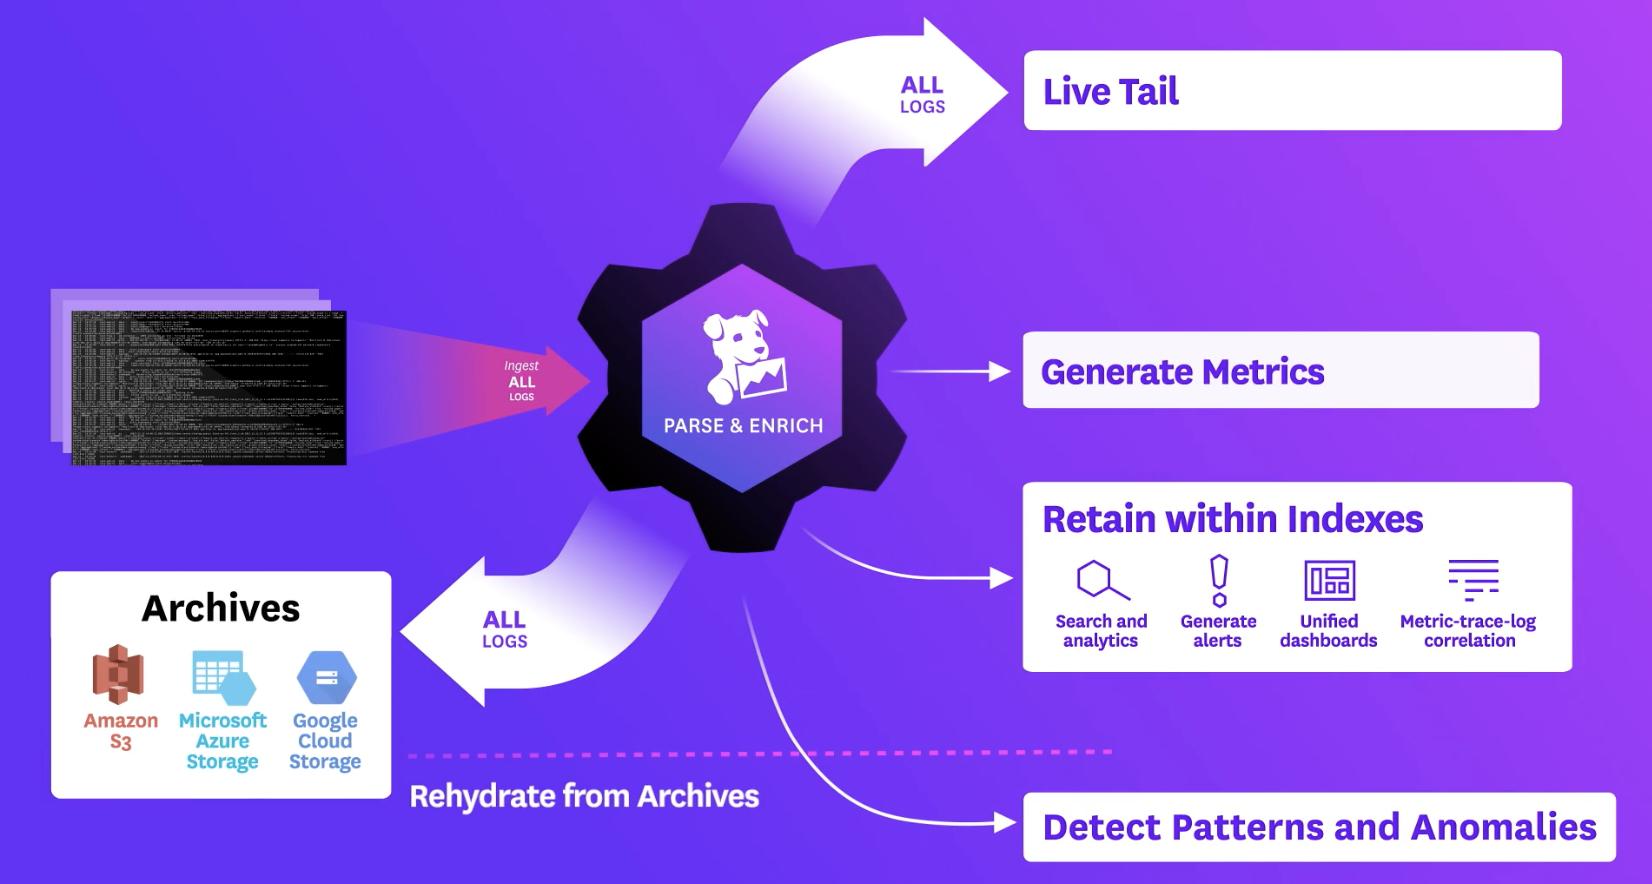 ALL
LOGS
Live Tail
Ingest
ALL
LOGS
PARSE & ENRICH
Generate Metrics
Retain within Indexes
Search and
analytics
Generate
alerts
Unified
dashboards
Metric-trace-log
correlation
ALL
LOGS
Archives
Amazon
S3
Microsoft
Azure
Storage
Google
Cloud
Storage
Rehydrate from Archives
Detect Patterns and Anomalies